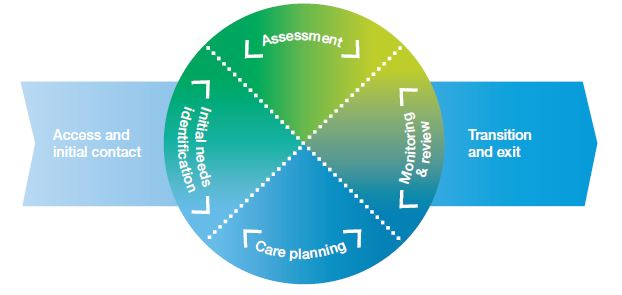 Access and
initial contact
Initial needs
identification
Assessment
Monitoring
& review
Care planning
Transition
and exit